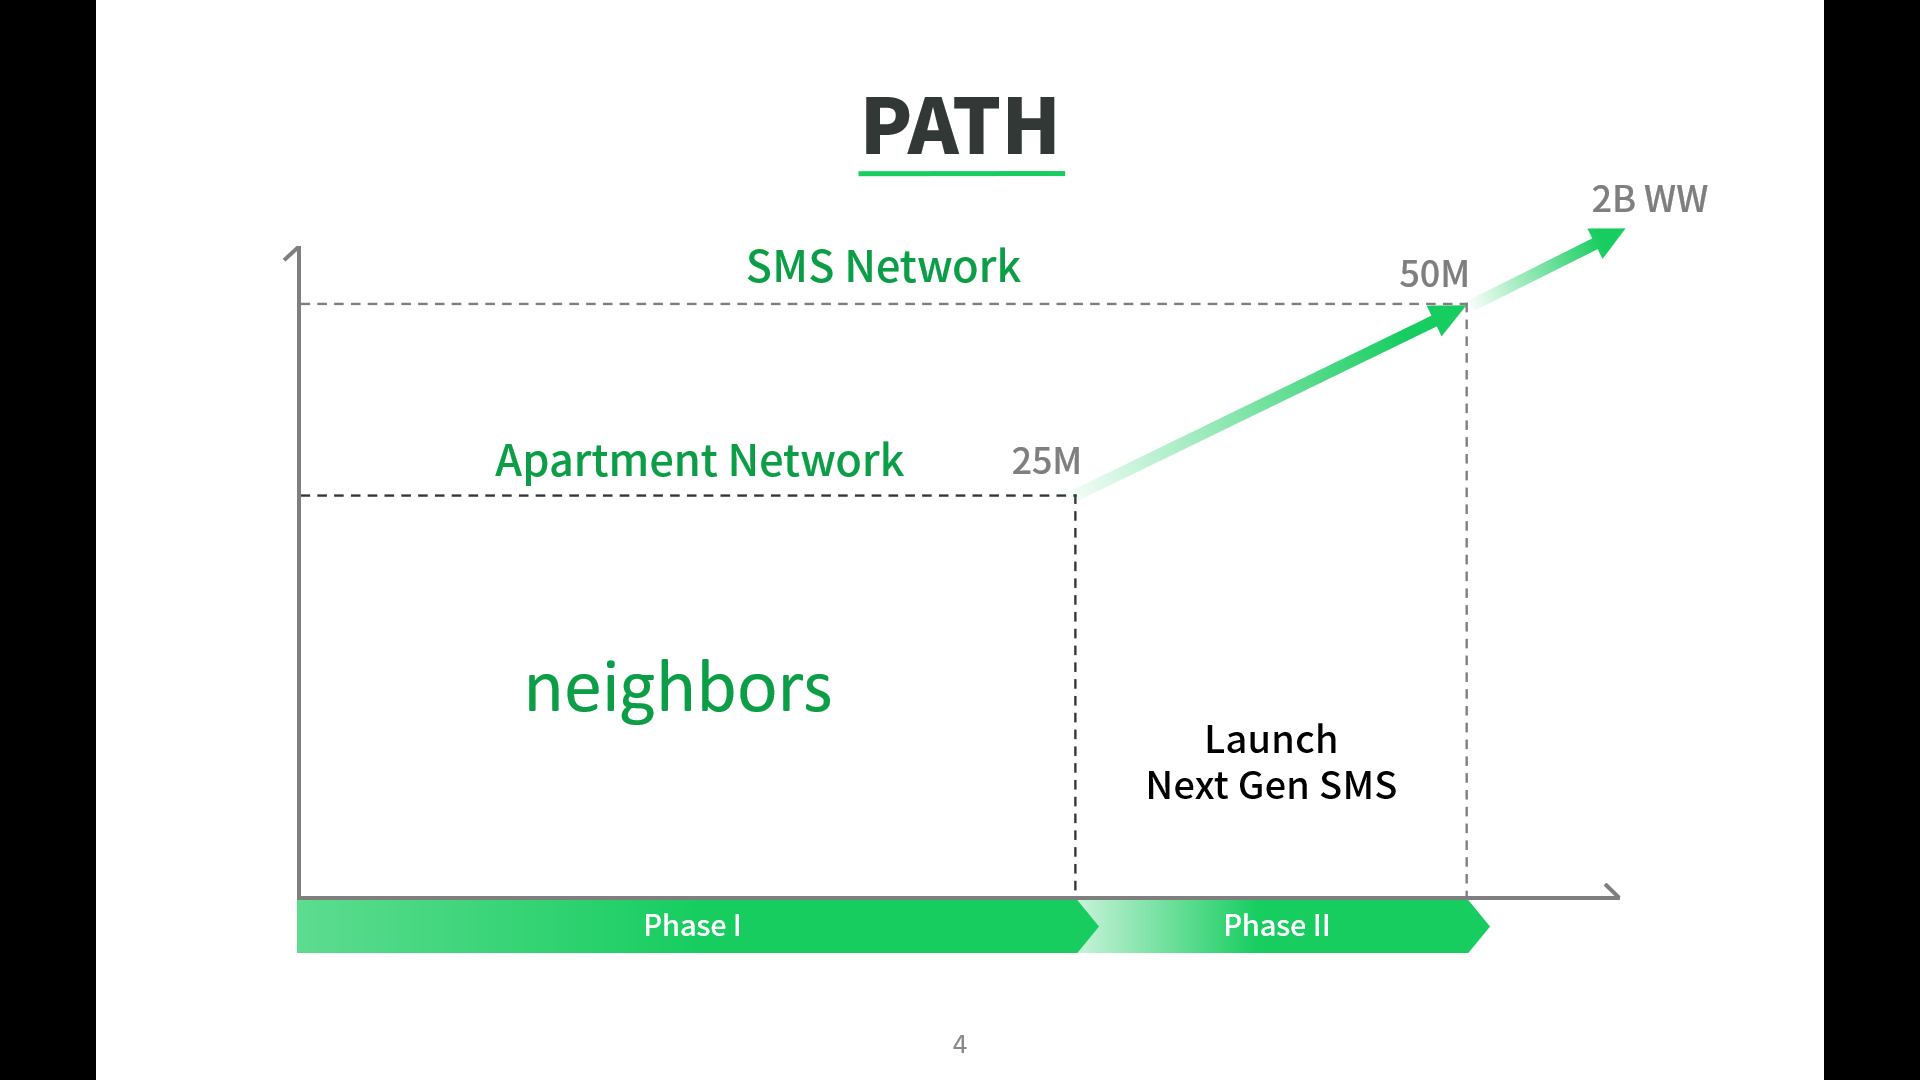 PATH
2B WW
SMS Network
50M
Apartment Network
25M
neighbors
Launch
Next Gen SMS
Phase I
Phase II
4